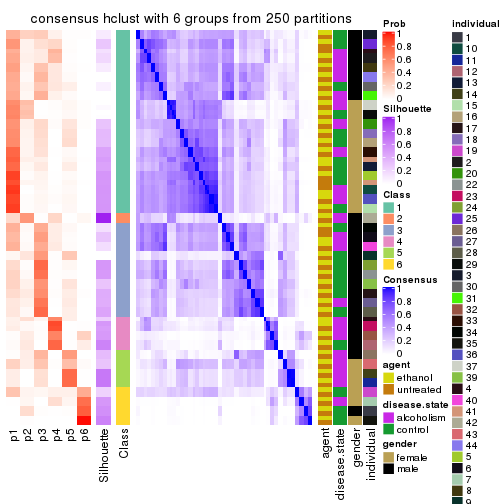 consensus hclust with 6 groups from 250 partitions
p1
p2
p3
p4
p5
p6
Silhouette
Class
agent
disease.state
gender
individual
Prob
1
0.8
0.6
0.4
0.2
0
Silhouette
1
0.8
0.6
0.4
0.2
0
Class
1
2
3
4
5
6
Consensus
1
0.8
0.6
0.4
0.2
0
agent
ethanol
untreated
disease.state
alcoholism
control
gender
female
male
individual
1
10
11
12
13
14
15
16
17
18
19
2
20
22
23
24
25
26
27
28
29
3
30
31
32
33
34
35
36
37
39
4
40
41
42
43
44
5
6
7
8
9